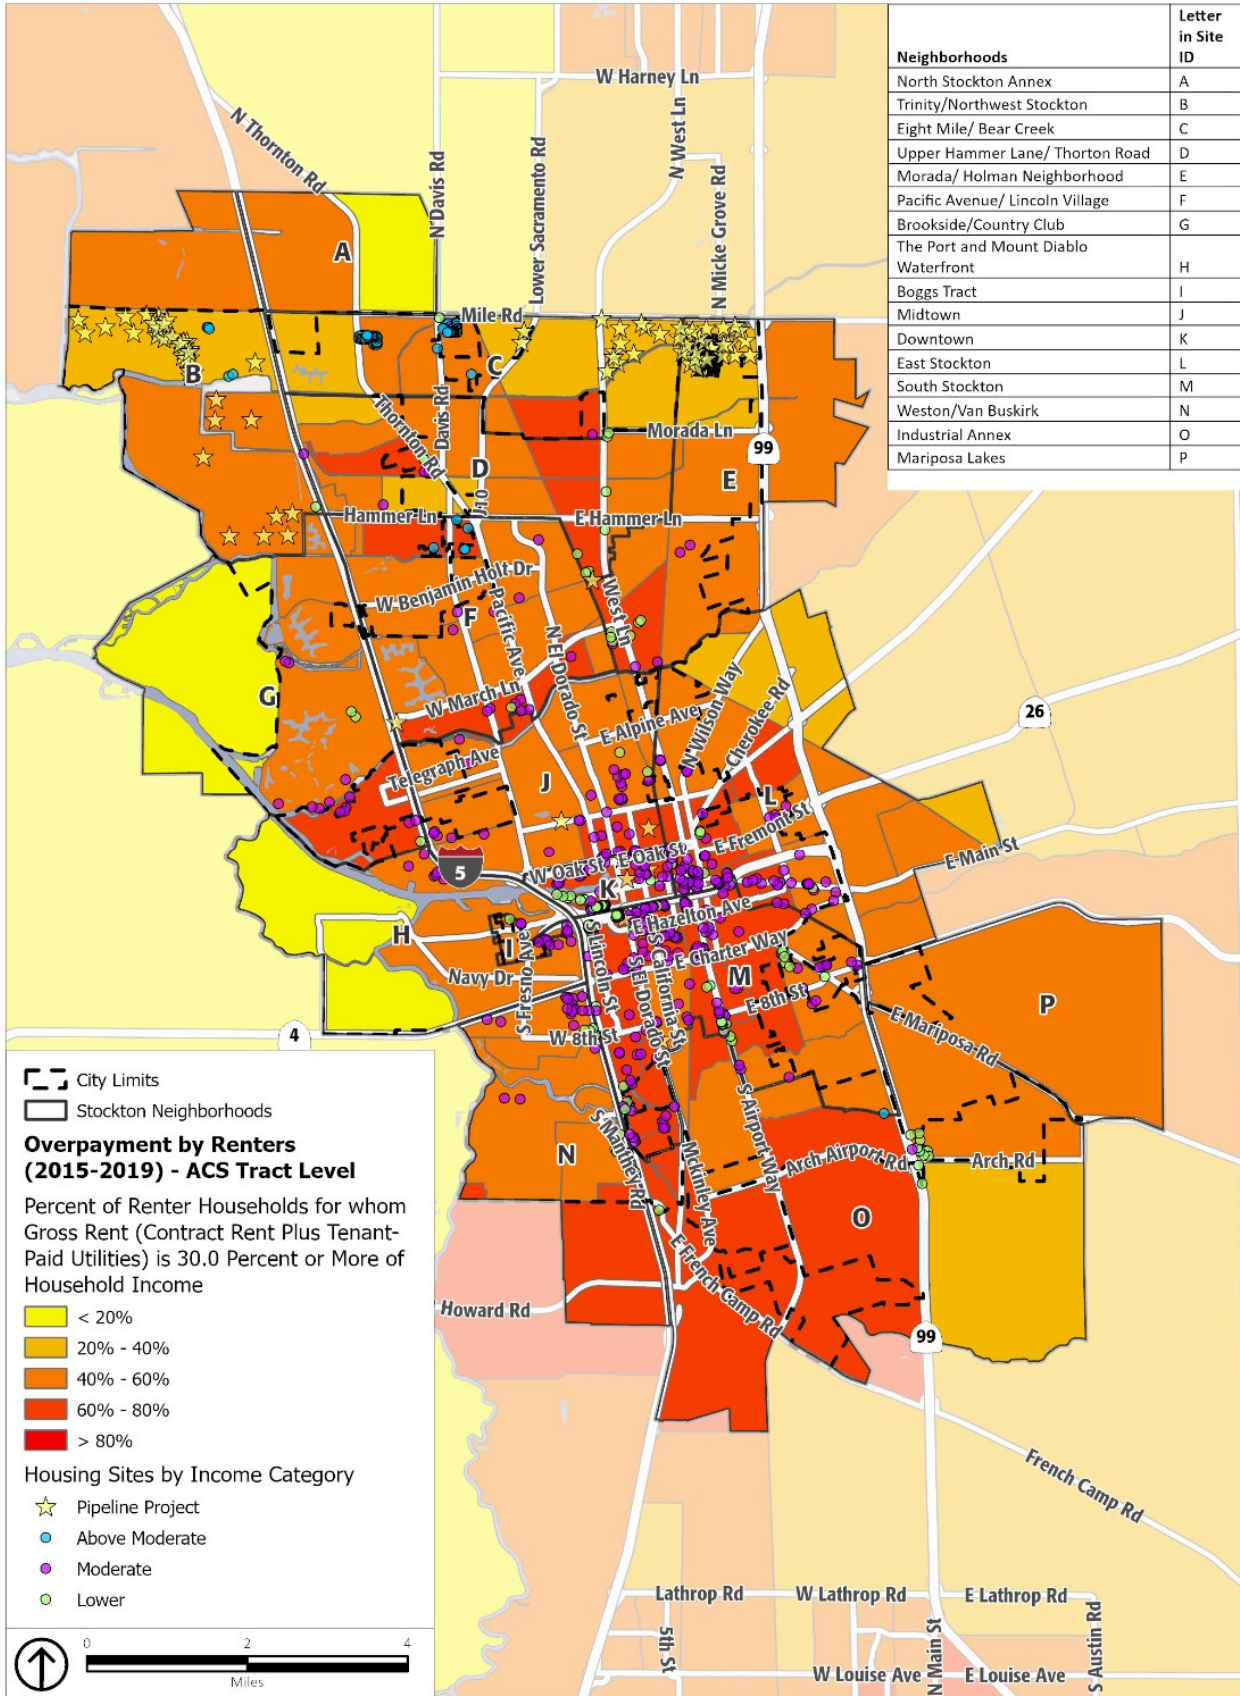 Neighborhoods
Letter
in Site
ID
North Stockton Annex A
Trinity/Northwest Stockton B
Eight Mile/ Bear Creek C
Upper Hammer Lane/ Thorton Road D
Morada/ Holman Neighborhood E
Pacific Avenue/ Lincoln Village F
Brookside/Country Club G
The Port and Mount Diablo
Waterfront H
Boggs Tract I
Midtown J
Downtown K
East Stockton L
South Stockton M
Weston/Van Buskirk N
Industrial Annex O
Mariposa Lakes P
W Harney Ln
N Thornton Rd
N Davis Rd
Lower Sacramento Rd
N West Ln
N Micke Grove Rd
A
Mile Rd
B
C
Thornton Rd
Davis Rd
Morada Ln
99
D
E
J 10
Hammer Ln
E Hammer Ln
W Benjamin Holt Dr
F
Pacific Ave
N El Dorado St
West Ln
G
W March Ln
N Wilson Way
Cherokee Rd
26
E Alpine Ave
Telegraph Ave
J
L
E Fremont St
E Main St
5
W Oak St
E Oak St
K
E Hazelton Ave
H
I
Navy Dr
S Fresno Ave
S Lincoln St
S El Dorado St
S California St
E Charter Way
M
E 8th St
P
E Mariposa Rd
4
W 8th St
S Manthey Rd
N
Mckinley Ave
S Airport Way
Arch Airport Rd
Arch Rd
O
E French Camp Rd
Howard Rd
99
French Camp Rd
Lathrop Rd
W Lathrop Rd
E Lathrop Rd
5th St
N Main St
S Austin Rd
W Louise Ave
E Louise Ave
City Limits
Stockton Neighborhoods
Overpayment by Renters
(2015-2019) - ACS Tract Level
Percent of Renter Households for whom
Gross Rent (Contract Rent Plus Tenant-
Paid Utilities) is 30.0 Percent or More of
Household Income
< 20%
20% - 40%
40% - 60%
60% - 80%
> 80%
Housing Sites by Income Category
Pipeline Project
Above Moderate
Moderate
Lower
0 2 4
Miles